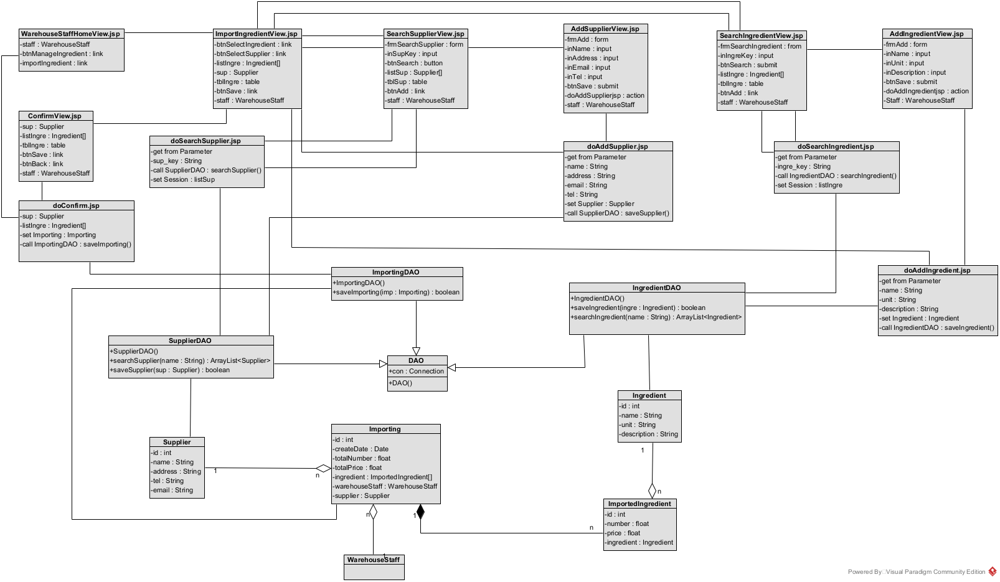 WarehouseStaffHomeView.jsp
-staff : WarehouseStaff
-btnManageIngredient : link
-importIngredient : link
ImportIngredientView.jsp
-btnSelectIngredient : link
-btnSelectSupplier : link
-listIngre : Ingredient[]
-sup : Supplier
-tblIngre : table
-btnSave : link
-staff : WarehouseStaff
SearchSupplierView.jsp
-frmSearchSupplier : form
-inSupKey : input
-btnSearch : button
-listSup : Supplier[]
-tblSup : table
-btnAdd : link
-staff : WarehouseStaff
AddSupplierView.jsp
-frmAdd : form
-inName : input
-inAddress : input
-inEmail : input
-inTel : input
-btnSave : submit
-doAddSupplierjsp : action
-staff : WarehouseStaff
SearchIngredientView.jsp
-frmSearchIngredient : from
-inIngreKey : input
-btnSearch : submit
-listIngre : Ingredient[]
-tblIngre : table
-btnAdd : link
-staff : WarehouseStaff
AddIngredientView.jsp
-frmAdd : form
-inName : input
-inUnit : input
-inDescription : input
-btnSave : submit
-doAddIngredientjsp : action
-Staff : WarehouseStaff
ConfirmView.jsp
-sup : Supplier
-listIngre : Ingredient[]
-tblIngre : table
-btnSave : link
-btnBack : link
-staff : WarehouseStaff
doSearchSupplier.jsp
-get from Parameter
-sup_key : String
-call SupplierDAO : searchSupplier()
-set Session : listSup
doAddSupplier.jsp
-get from Parameter
-name : String
-address : String
-email : String
-tel : String
-set Supplier : Supplier
-call SupplierDAO : saveSupplier()
doSearchIngredient.jsp
-get from Parameter
-ingre_key : String
-call IngredientDAO : searchIngredient()
-set Session : listIngre
doConfirm.jsp
-sup : Supplier
-listIngre : Ingredient[]
-set Importing : Importing
-call ImportingDAO : saveImporting()
ImportingDAO
+ImportingDAO()
+saveImporting(imp : Importing) : boolean
IngredientDAO
+IngredientDAO()
+saveIngredient(ingre : Ingredient) : boolean
+searchIngredient(name : String) : ArrayList<Ingredient>
doAddIngredient.jsp
-get from Parameter
-name : String
-unit : String
-description : String
-set Ingredient : Ingredient
-call IngredientDAO : saveIngredient()
SupplierDAO
+SupplierDAO()
+searchSupplier(name : String) : ArrayList<Supplier>
+saveSupplier(sup : Supplier) : boolean
DAO
+con : Connection
+DAO()
Ingredient
-id : int
-name : String
-unit : String
-description : String
Supplier
-id : int
-name : String
-address : String
-tel : String
-email : String
1
n
Importing
-id : int
-createDate : Date
-totalNumber : float
-totalPrice : float
-ingredient : ImportedIngredient[]
-warehouseStaff : WarehouseStaff
-supplier : Supplier
1
n
ImportedIngredient
-id : int
-number : float
-price : float
-ingredient : Ingredient
n
1
n
1
WarehouseStaff
Powered By Visual Paradigm Community Edition